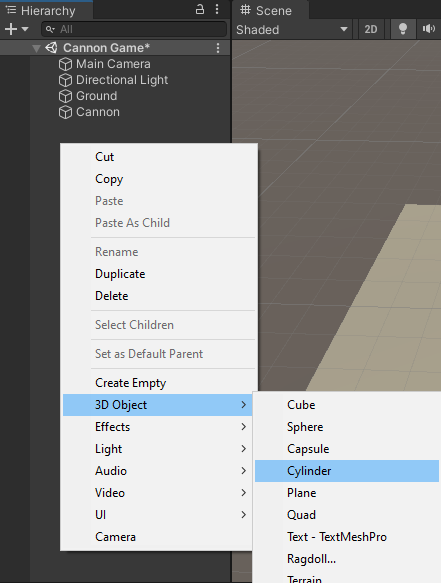 Hierarchy
Scene
All
Shaded
2D
Cannon Game*
Main Camera
Directional Light
Ground
Cannon
Cut
Copy
Paste
Paste As Child
Rename
Duplicate
Delete
Select Children
Set as Default Parent
Create Empty
3D Object
Effects
Light
Audio
Video
UI
Camera
Cube
Sphere
Capsule
Cylinder
Plane
Quad
Text - TextMeshPro
Ragdoll...
Terrain